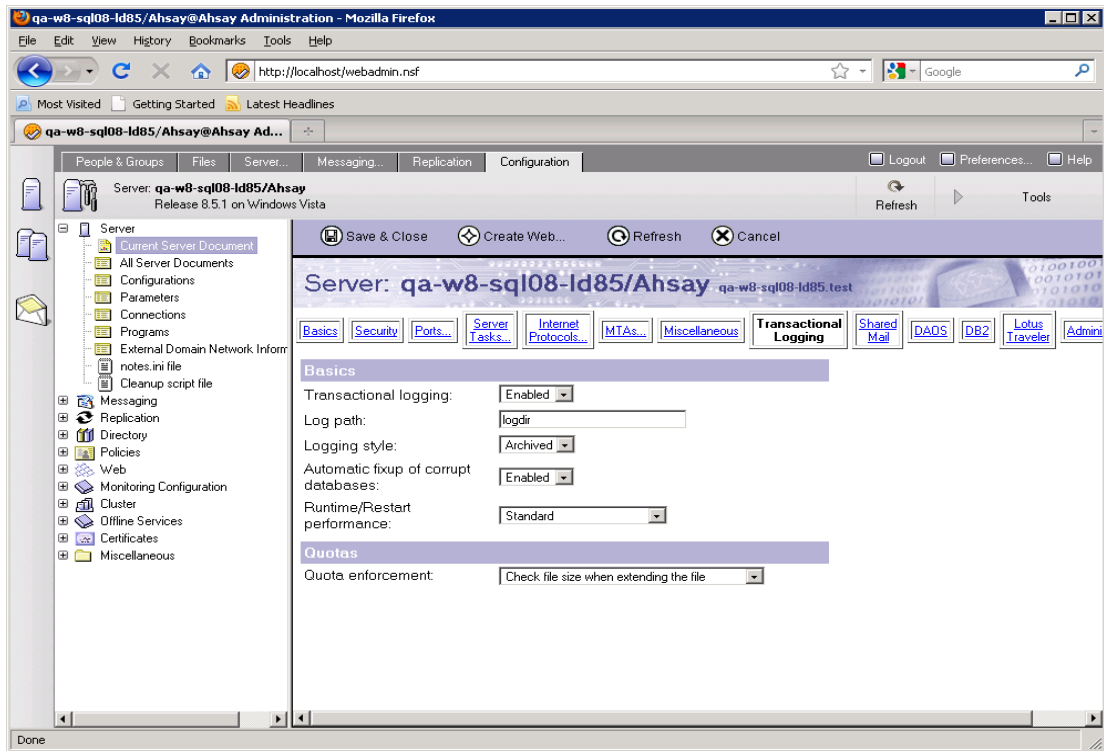 qa-w8-sql08-ld85/Ahsay@Ahsay Administration - Mozilla Firefox
File Edit View History Bookmarks Tools Help
http://localhost/webadmin.nsf
Google
Most Visited Getting Started Latest Headlines
qa-w8-sql08-ld85/Ahsay@Ahsay Ad...
People & Groups Files Server... Messaging... Replication Configuration Logout Preferences... Help
Server: qa-w8-sql08-ld85/Ahsay
Release 8.5.1 on Windows Vista
Refresh
Tools
Server
Current Server Document
All Server Documents
Configurations
Parameters
Connections
Programs
External Domain Network Inform
notes.ini file
Cleanup script file
Messaging
Replication
Directory
Policies
Web
Monitoring Configuration
Cluster
Offline Services
Certificates
Miscellaneous
Save & Close Create Web... Refresh Cancel
Server: qa-w8-sql08-ld85/Ahsay qa-w8-sql08-ld85.test
Basics Security Ports... Server Tasks... Internet Protocols... MTAs... Miscellaneous Transactional Logging Shared Mail DAOS DB2 Lotus Traveler Admini
Basics
Transactional logging: Enabled
Log path: logdir
Logging style: Archived
Automatic fixup of corrupt
databases: Enabled
Runtime/Restart
performance: Standard
Quotas
Quota enforcement: Check file size when extending the file
Done